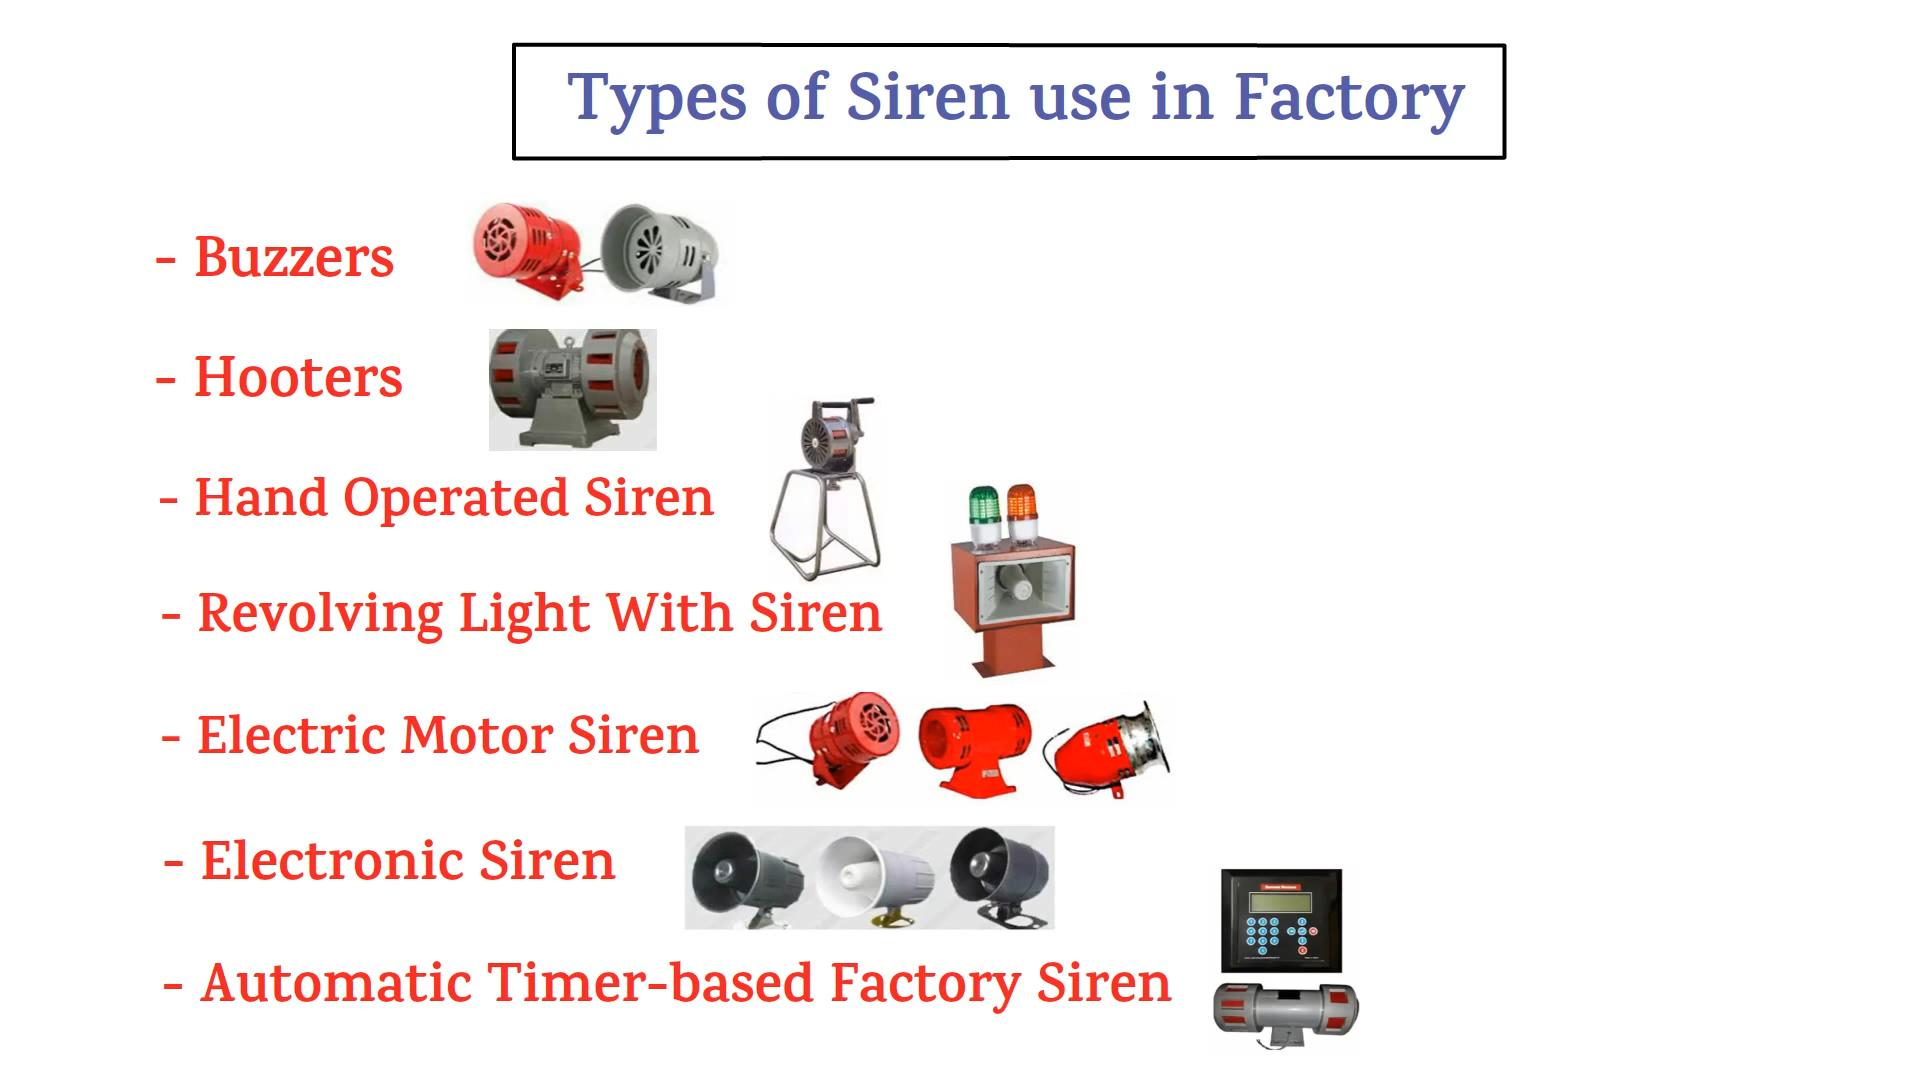 Types of Siren use in Factory
- Buzzers
- Hooters
- Hand Operated Siren
- Revolving Light With Siren
- Electric Motor Siren
- Electronic Siren
- Automatic Timer-based Factory Siren